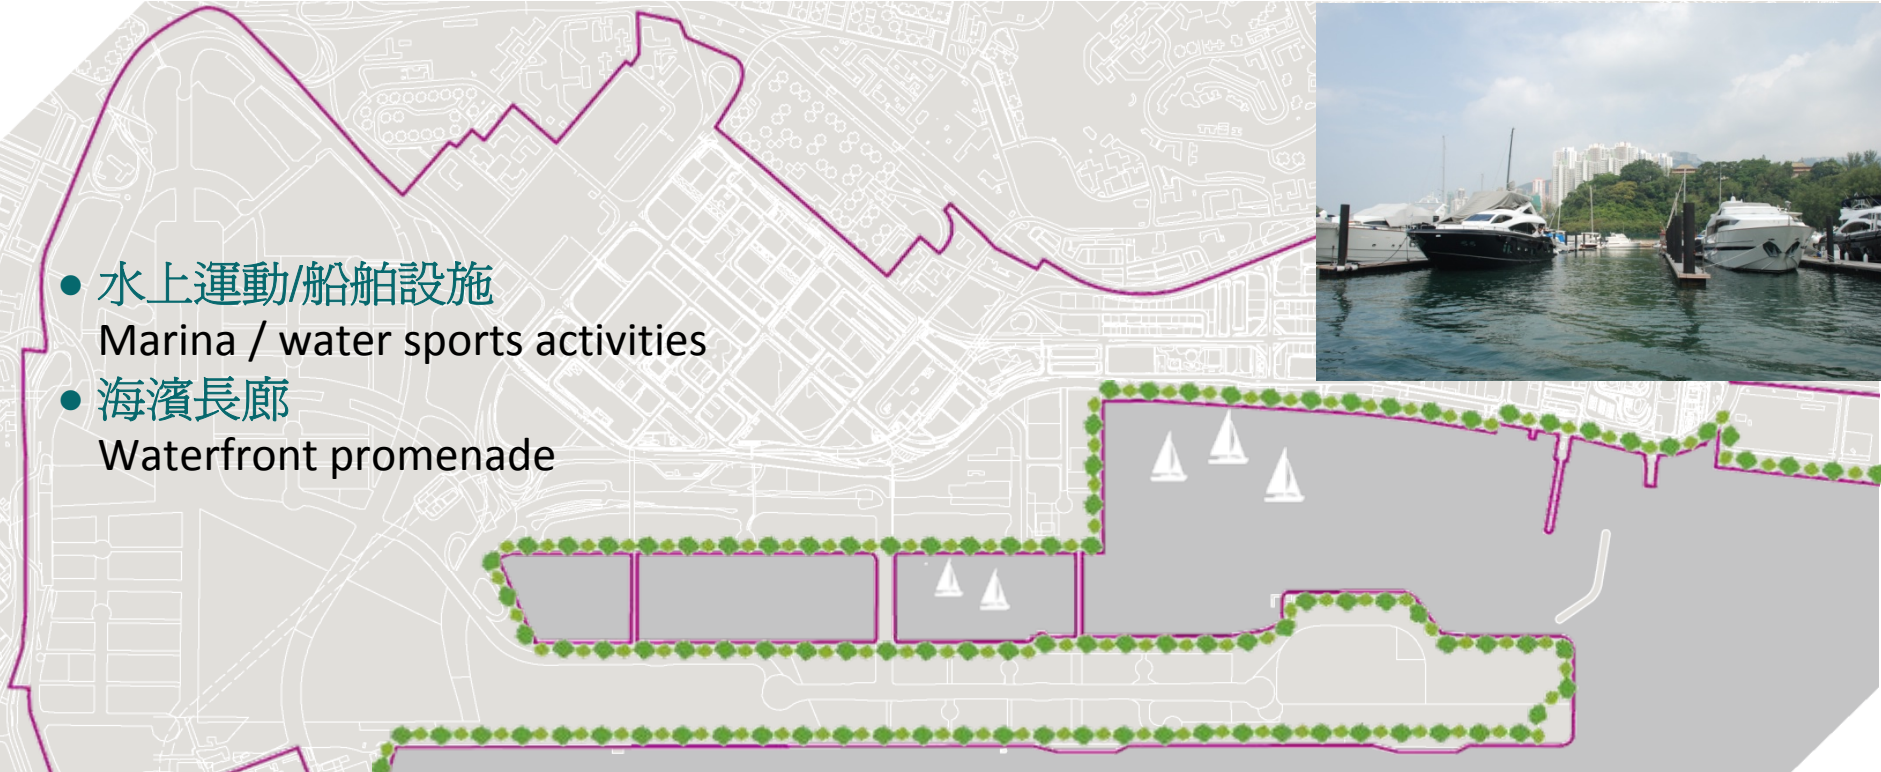 ● 水上運動/船舶設施
Marina / water sports activities
● 海濱長廊
Waterfront promenade